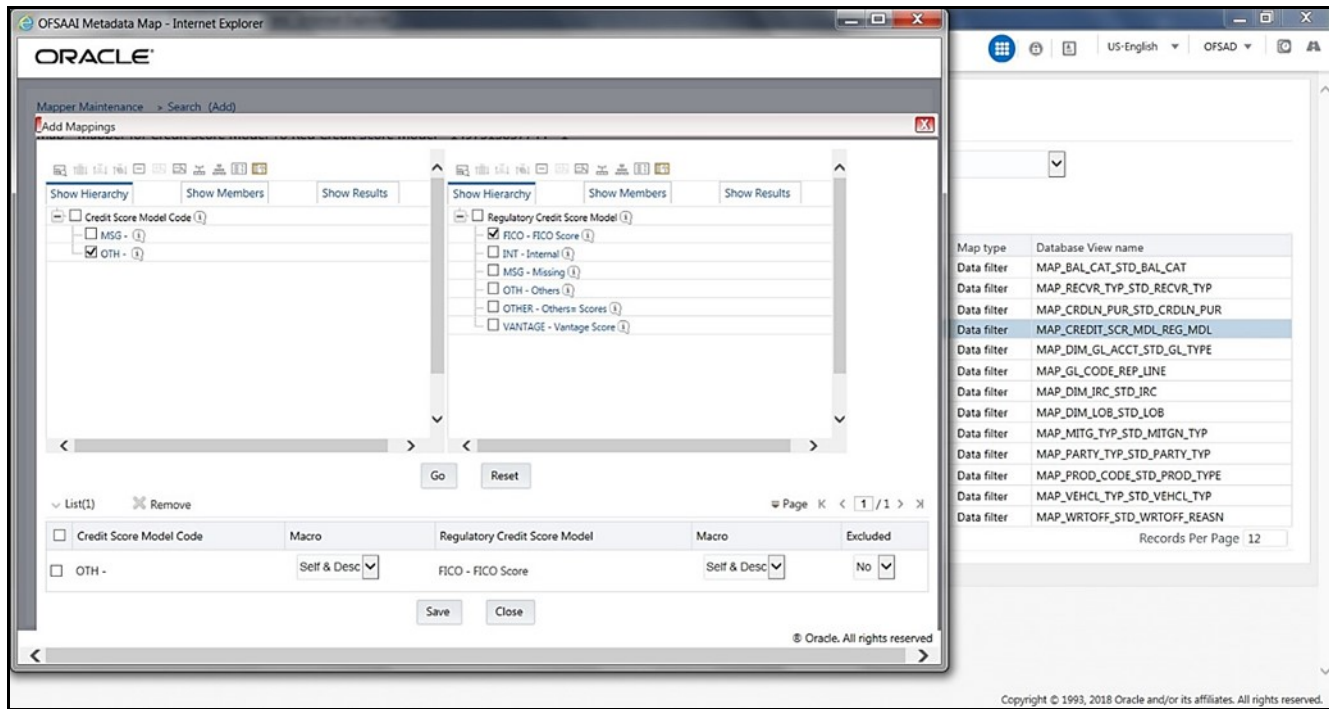 OFSAAI Metadata Map - Internet Explorer
ORACLE
US-English
OFSAD
Mapper Maintenance > Search (Add)
Add Mappings
Show Hierarchy Show Members Show Results
Credit Score Model Code
MSG -
OTH -
Show Hierarchy Show Members Show Results
Regulatory Credit Score Model
FICO - FICO Score
INT - Internal
MSG - Missing
OTH - Others
OTHER - Others= Scores
VANTAGE - Vantage Score
Go Reset
List(1) Remove Page 1 / 1
Credit Score Model Code Macro Regulatory Credit Score Model Macro Excluded
OTH - Self & Desc FICO - FICO Score Self & Desc No
Save Close
® Oracle. All rights reserved
Map type Database View name
Data filter MAP_BAL_CAT_STD_BAL_CAT
Data filter MAP_RECVR_TYP_STD_RECVR_TYP
Data filter MAP_CRDLN_PUR_STD_CRDLN_PUR
Data filter MAP_CREDIT_SCR_MDL_REG_MDL
Data filter MAP_DIM_GL_ACCT_STD_GL_TYPE
Data filter MAP_GL_CODE_REP_LINE
Data filter MAP_DIM_IRC_STD_IRC
Data filter MAP_DIM_LOB_STD_LOB
Data filter MAP_MITG_TYP_STD_MITGN_TYP
Data filter MAP_PARTY_TYP_STD_PARTY_TYP
Data filter MAP_PROD_CODE_STD_PROD_TYPE
Data filter MAP_VEHCL_TYP_STD_VEHCL_TYP
Data filter MAP_WRTOFF_STD_WRTOFF_REASN
Records Per Page 12
Copyright © 1993, 2018 Oracle and/or its affiliates. All rights reserved.